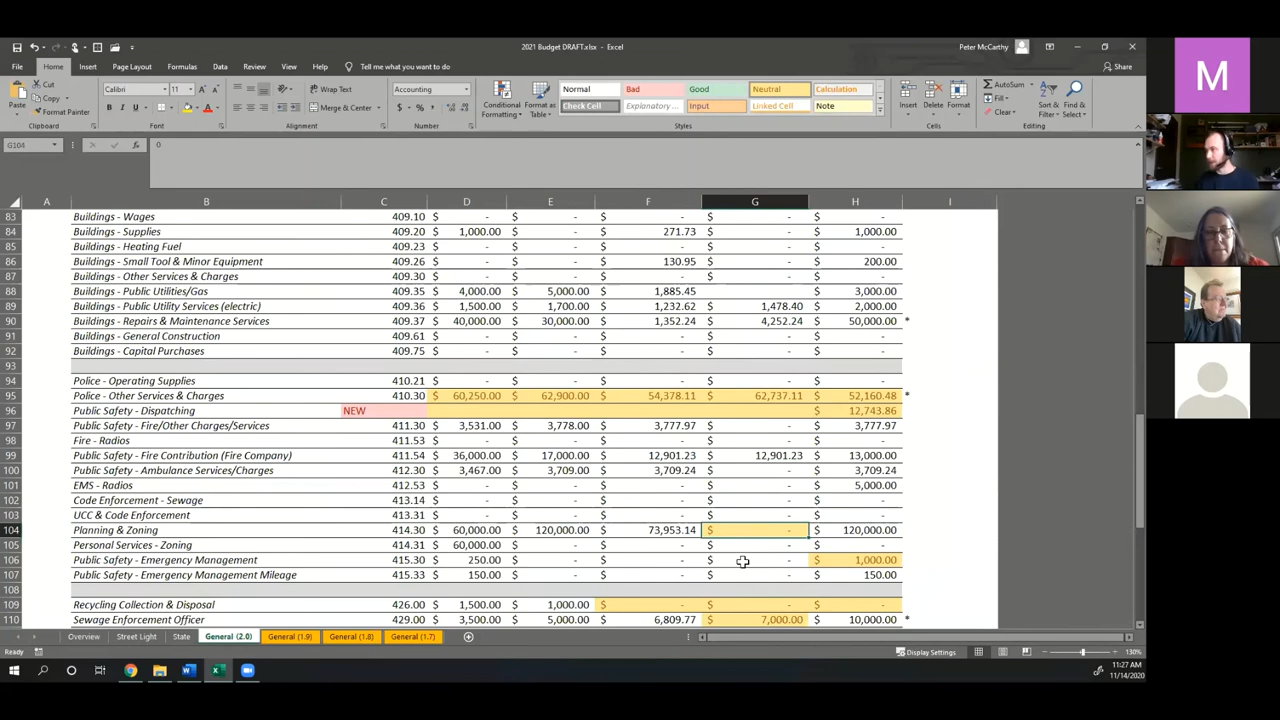 2021 Budget DRAFT.xlsx - Excel
Peter McCarthy
File Home Insert Page Layout Formulas Data Review View Help Tell me what you want to do Share
Paste Cut Copy Format Painter Clipboard
Calibri 11 B I U Font
Wrap Text Merge & Center Alignment
Accounting $ % Number
Conditional Formatting Format as Table
Normal Bad Good Neutral Calculation
Check Cell Explanatory ... Input Linked Cell Note
Styles
Insert Delete Format Cells
AutoSum Fill Clear Sort & Filter Find & Select Editing
G104 fx 0
A B C D E F G H I
83 Buildings - Wages 409.10 $ - $ - $ - $ - $ -
84 Buildings - Supplies 409.20 $ 1,000.00 $ - $ 271.73 $ - $ 1,000.00
85 Buildings - Heating Fuel 409.23 $ - $ - $ - $ - $ -
86 Buildings - Small Tool & Minor Equipment 409.26 $ - $ - $ 130.95 $ - $ 200.00
87 Buildings - Other Services & Charges 409.30 $ - $ - $ - $ - $ -
88 Buildings - Public Utilities/Gas 409.35 $ 4,000.00 $ 5,000.00 $ 1,885.45 $ $ 3,000.00
89 Buildings - Public Utility Services (electric) 409.36 $ 1,500.00 $ 1,700.00 $ 1,232.62 $ 1,478.40 $ 2,000.00
90 Buildings - Repairs & Maintenance Services 409.37 $ 40,000.00 $ 30,000.00 $ 1,352.24 $ 4,252.24 $ 50,000.00 *
91 Buildings - General Construction 409.61 $ - $ - $ - $ - $ -
92 Buildings - Capital Purchases 409.75 $ - $ - $ - $ - $ -
93
94 Police - Operating Supplies 410.21 $ - $ - $ - $ - $ -
95 Police - Other Services & Charges 410.30 $ 60,250.00 $ 62,900.00 $ 54,378.11 $ 62,737.11 $ 52,160.48 *
96 Public Safety - Dispatching NEW $ 12,743.86
97 Public Safety - Fire/Other Charges/Services 411.30 $ 3,531.00 $ 3,778.00 $ 3,777.97 $ - $ 3,777.97
98 Fire - Radios 411.53 $ - $ - $ - $ - $ -
99 Public Safety - Fire Contribution (Fire Company) 411.54 $ 36,000.00 $ 17,000.00 $ 12,901.23 $ 12,901.23 $ 13,000.00
100 Public Safety - Ambulance Services/Charges 412.30 $ 3,467.00 $ 3,709.00 $ 3,709.24 $ - $ 3,709.24
101 EMS - Radios 412.53 $ - $ - $ - $ - $ 5,000.00
102 Code Enforcement - Sewage 413.14 $ - $ - $ - $ - $ -
103 UCC & Code Enforcement 413.31 $ - $ - $ - $ - $ -
104 Planning & Zoning 414.30 $ 60,000.00 $ 120,000.00 $ 73,953.14 $ - $ 120,000.00
105 Personal Services - Zoning 414.31 $ 60,000.00 $ - $ - $ - $ -
106 Public Safety - Emergency Management 415.30 $ 250.00 $ - $ - $ - $ 1,000.00
107 Public Safety - Emergency Management Mileage 415.33 $ 150.00 $ - $ - $ - $ 150.00
108
109 Recycling Collection & Disposal 426.00 $ 1,500.00 $ 1,000.00 $ - $ - $ -
110 Sewage Enforcement Officer 429.00 $ 3,500.00 $ 5,000.00 $ 6,809.77 $ 7,000.00 $ 10,000.00 *
Overview Street Light State General (2.0) General (1.9) General (1.8) General (1.7)
Ready Display Settings 130%
11:27 AM
11/14/2020
M